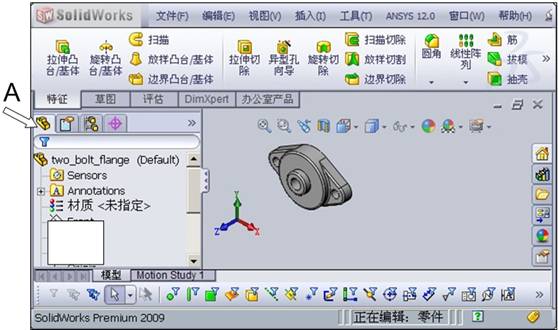 SolidWorks 文件(F) 编辑(E) 视图(V) 插入(I) 工具(T) ANSYS 12.0 窗口(W) 帮助(H)
拉伸凸台/基体 旋转凸台/基体 扫描 放样凸台/基体 边界凸台/基体 拉伸切除 异型孔向导 旋转切除 扫描切除 放样切割 边界切除 圆角 线性阵列 筋 拔模 抽壳
特征 草图 评估 DimXpert 办公室产品
A
two_bolt_flange (Default)
Sensors
Annotations
材质 <未指定>
Y
Z X
模型 Motion Study 1
SolidWorks Premium 2009 正在编辑: 零件